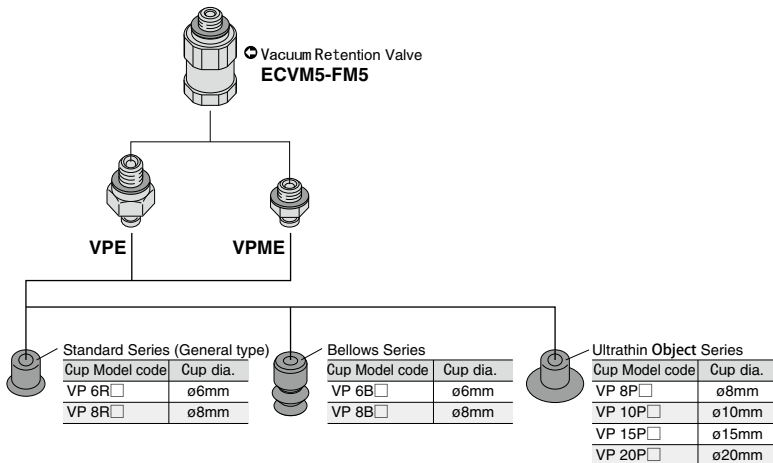 Vacuum Retention Valve
ECVM5-FM5
VPE
VPME
Standard Series (General type)
Cup Model code Cup dia.
VP 6R□ ø6mm
VP 8R□ ø8mm
Bellows Series
Cup Model code Cup dia.
VP 6B□ ø6mm
VP 8B□ ø8mm
Ultrathin Object Series
Cup Model code Cup dia.
VP 8P□ ø8mm
VP 10P□ ø10mm
VP 15P□ ø15mm
VP 20P□ ø20mm